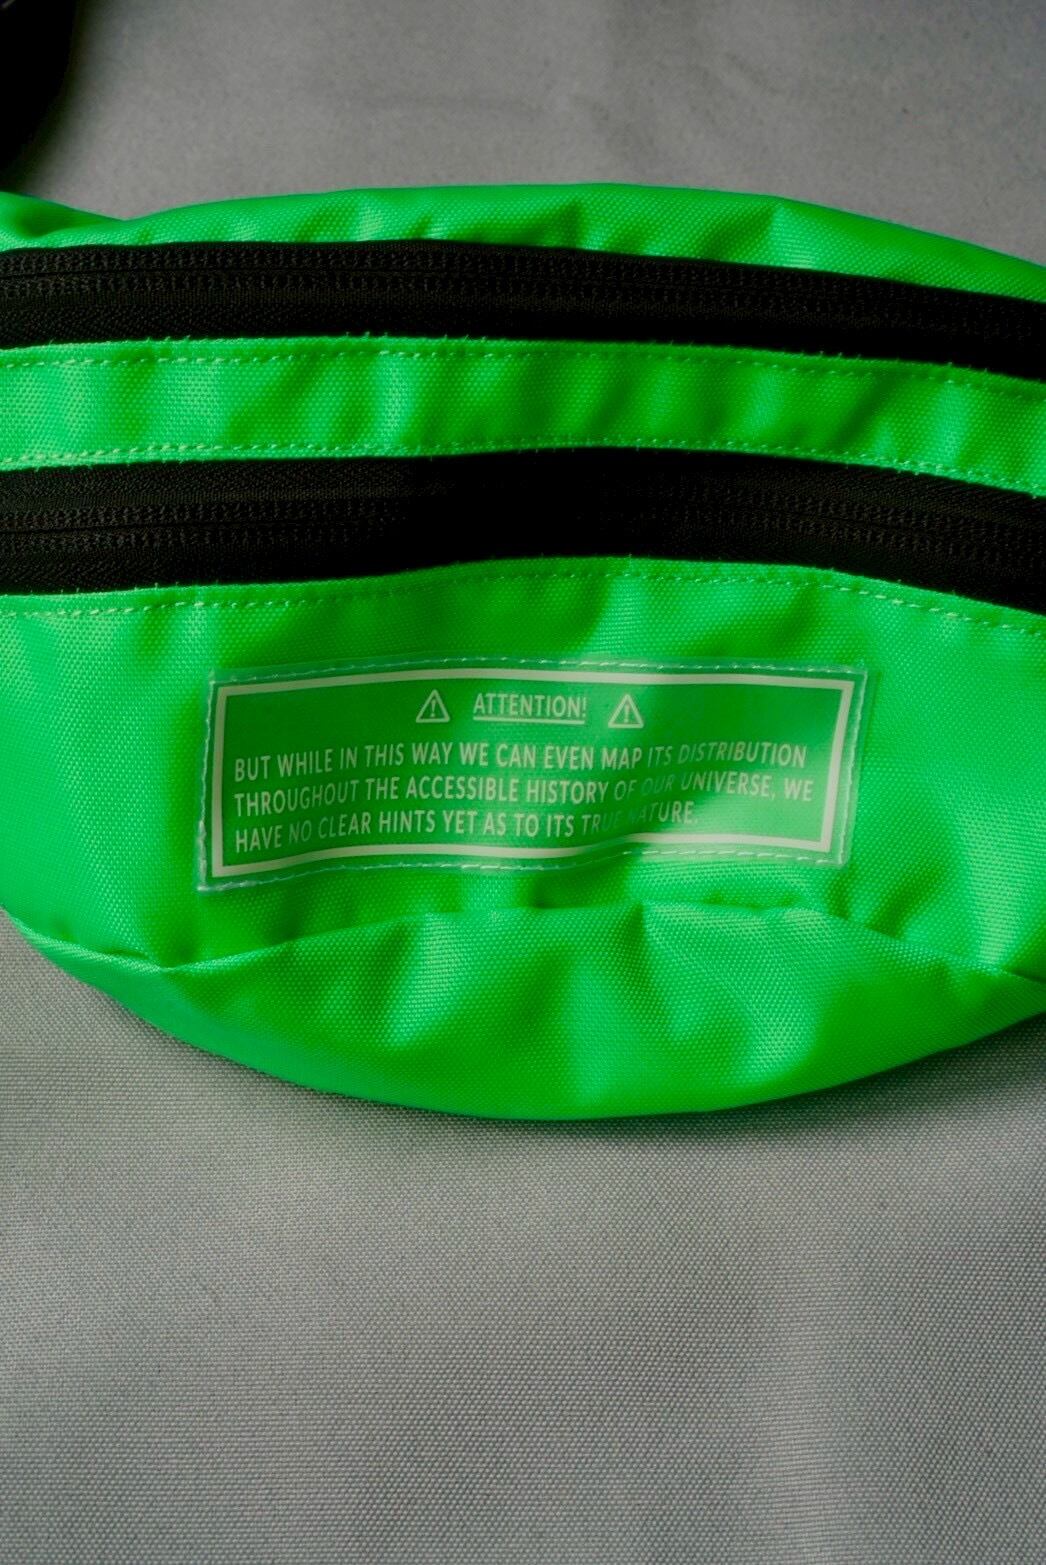 ATTENTION!
BUT WHILE IN THIS WAY WE CAN EVEN MAP ITS DISTRIBUTION
THROUGHOUT THE ACCESSIBLE HISTORY OF OUR UNIVERSE, WE
HAVE NO CLEAR HINTS YET AS TO ITS TRUE NATURE.